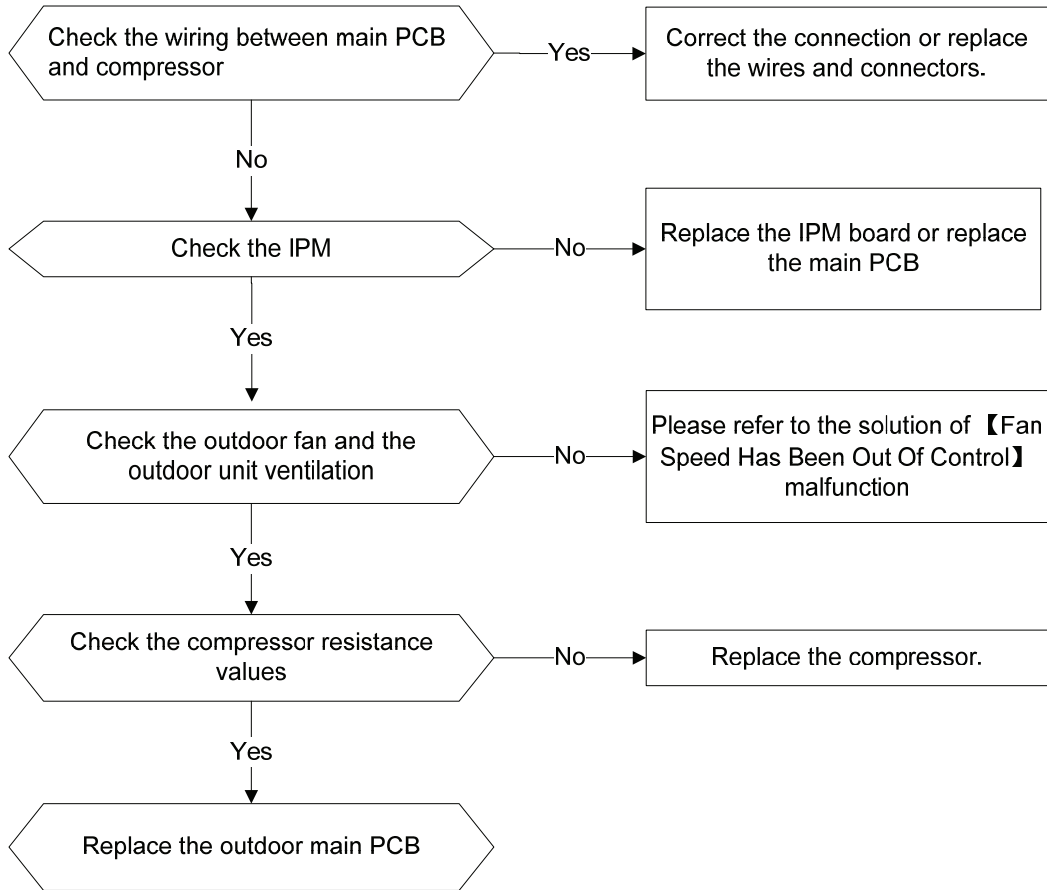 Check the wiring between main PCB
and compressor
Yes
Correct the connection or replace
the wires and connectors.
No
Check the IPM
No
Replace the IPM board or replace
the main PCB
Yes
Check the outdoor fan and the
outdoor unit ventilation
No
Please refer to the solution of 【Fan
Speed Has Been Out Of Control】
malfunction
Yes
Check the compressor resistance
values
No
Replace the compressor.
Yes
Replace the outdoor main PCB